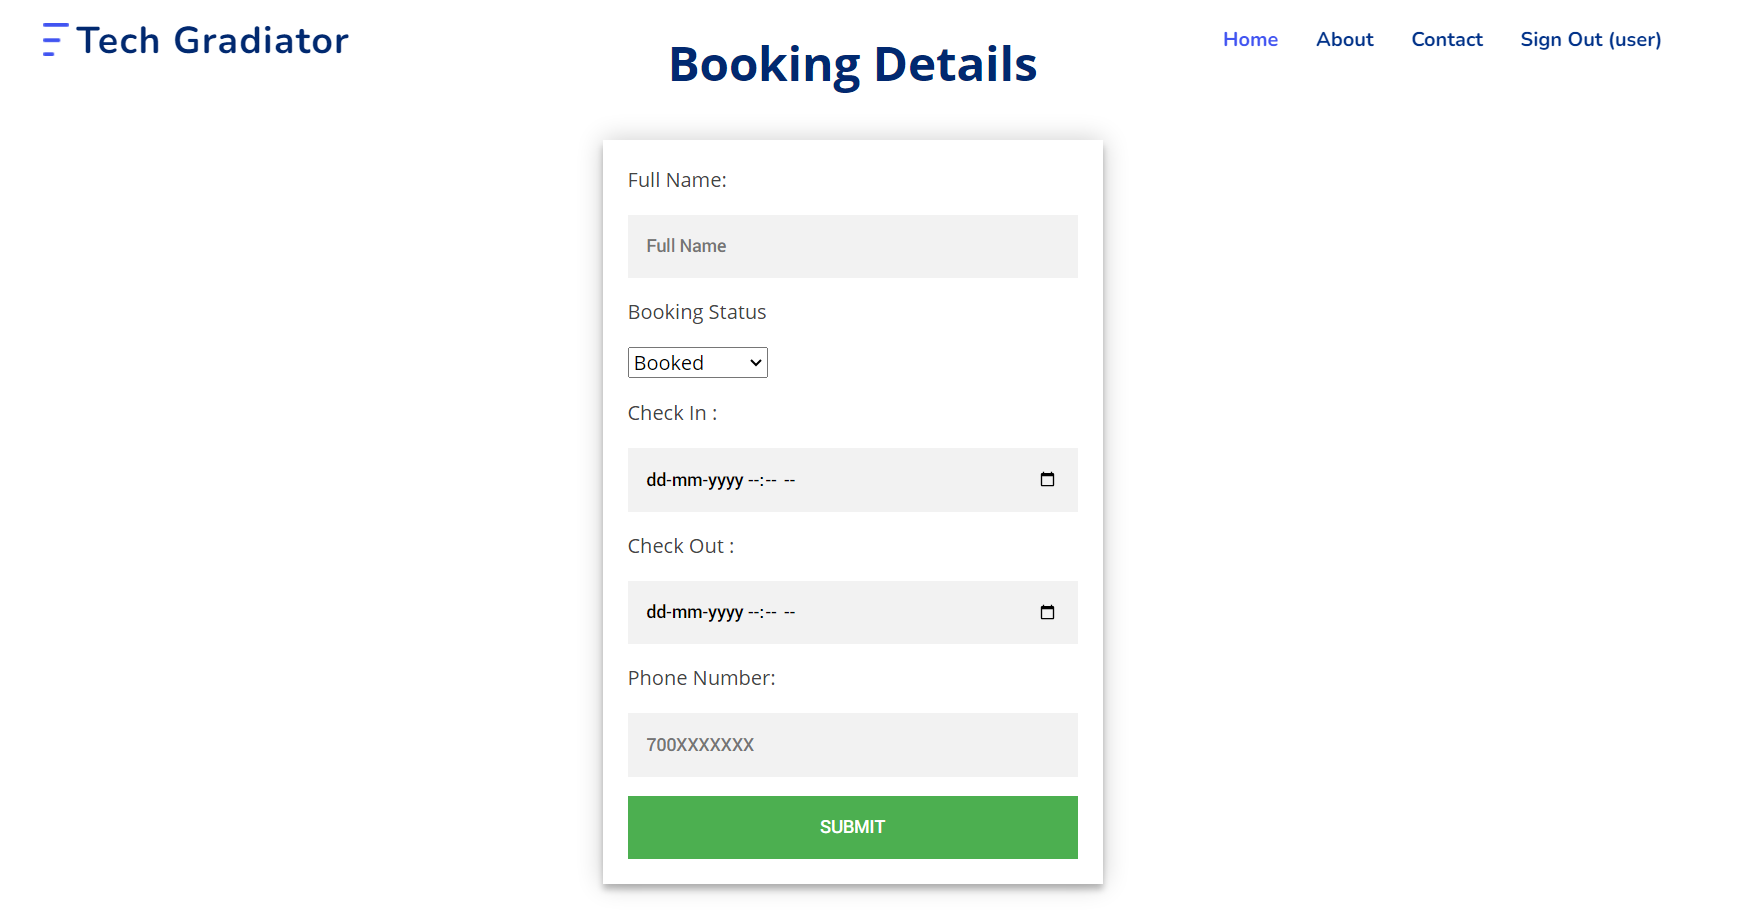 Tech Gradiator
Home About Contact Sign Out (user)
Booking Details
Full Name:
Full Name
Booking Status
Booked
Check In :
dd-mm-yyyy --:-- --
Check Out :
dd-mm-yyyy --:-- --
Phone Number:
700XXXXXXX
SUBMIT